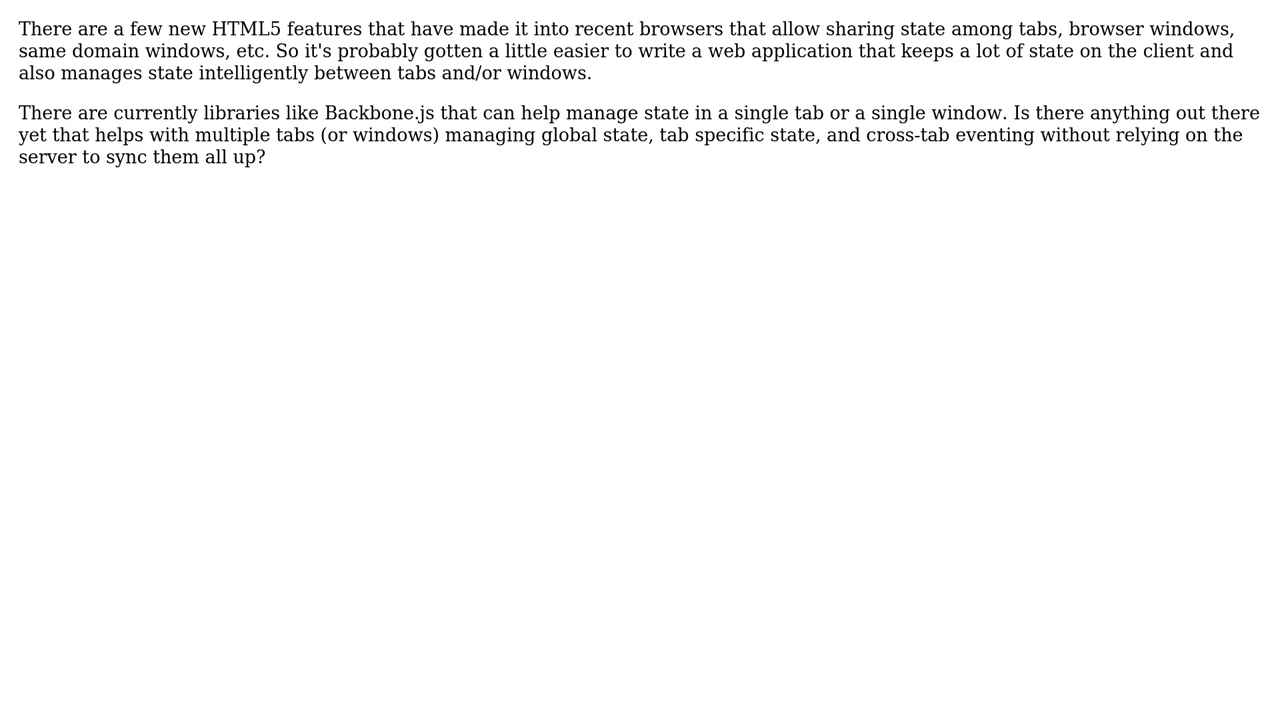 There are a few new HTML5 features that have made it into recent browsers that allow sharing state among tabs, browser windows,
same domain windows, etc. So it's probably gotten a little easier to write a web application that keeps a lot of state on the client and
also manages state intelligently between tabs and/or windows.
There are currently libraries like Backbone.js that can help manage state in a single tab or a single window. Is there anything out there
yet that helps with multiple tabs (or windows) managing global state, tab specific state, and cross-tab eventing without relying on the
server to sync them all up?